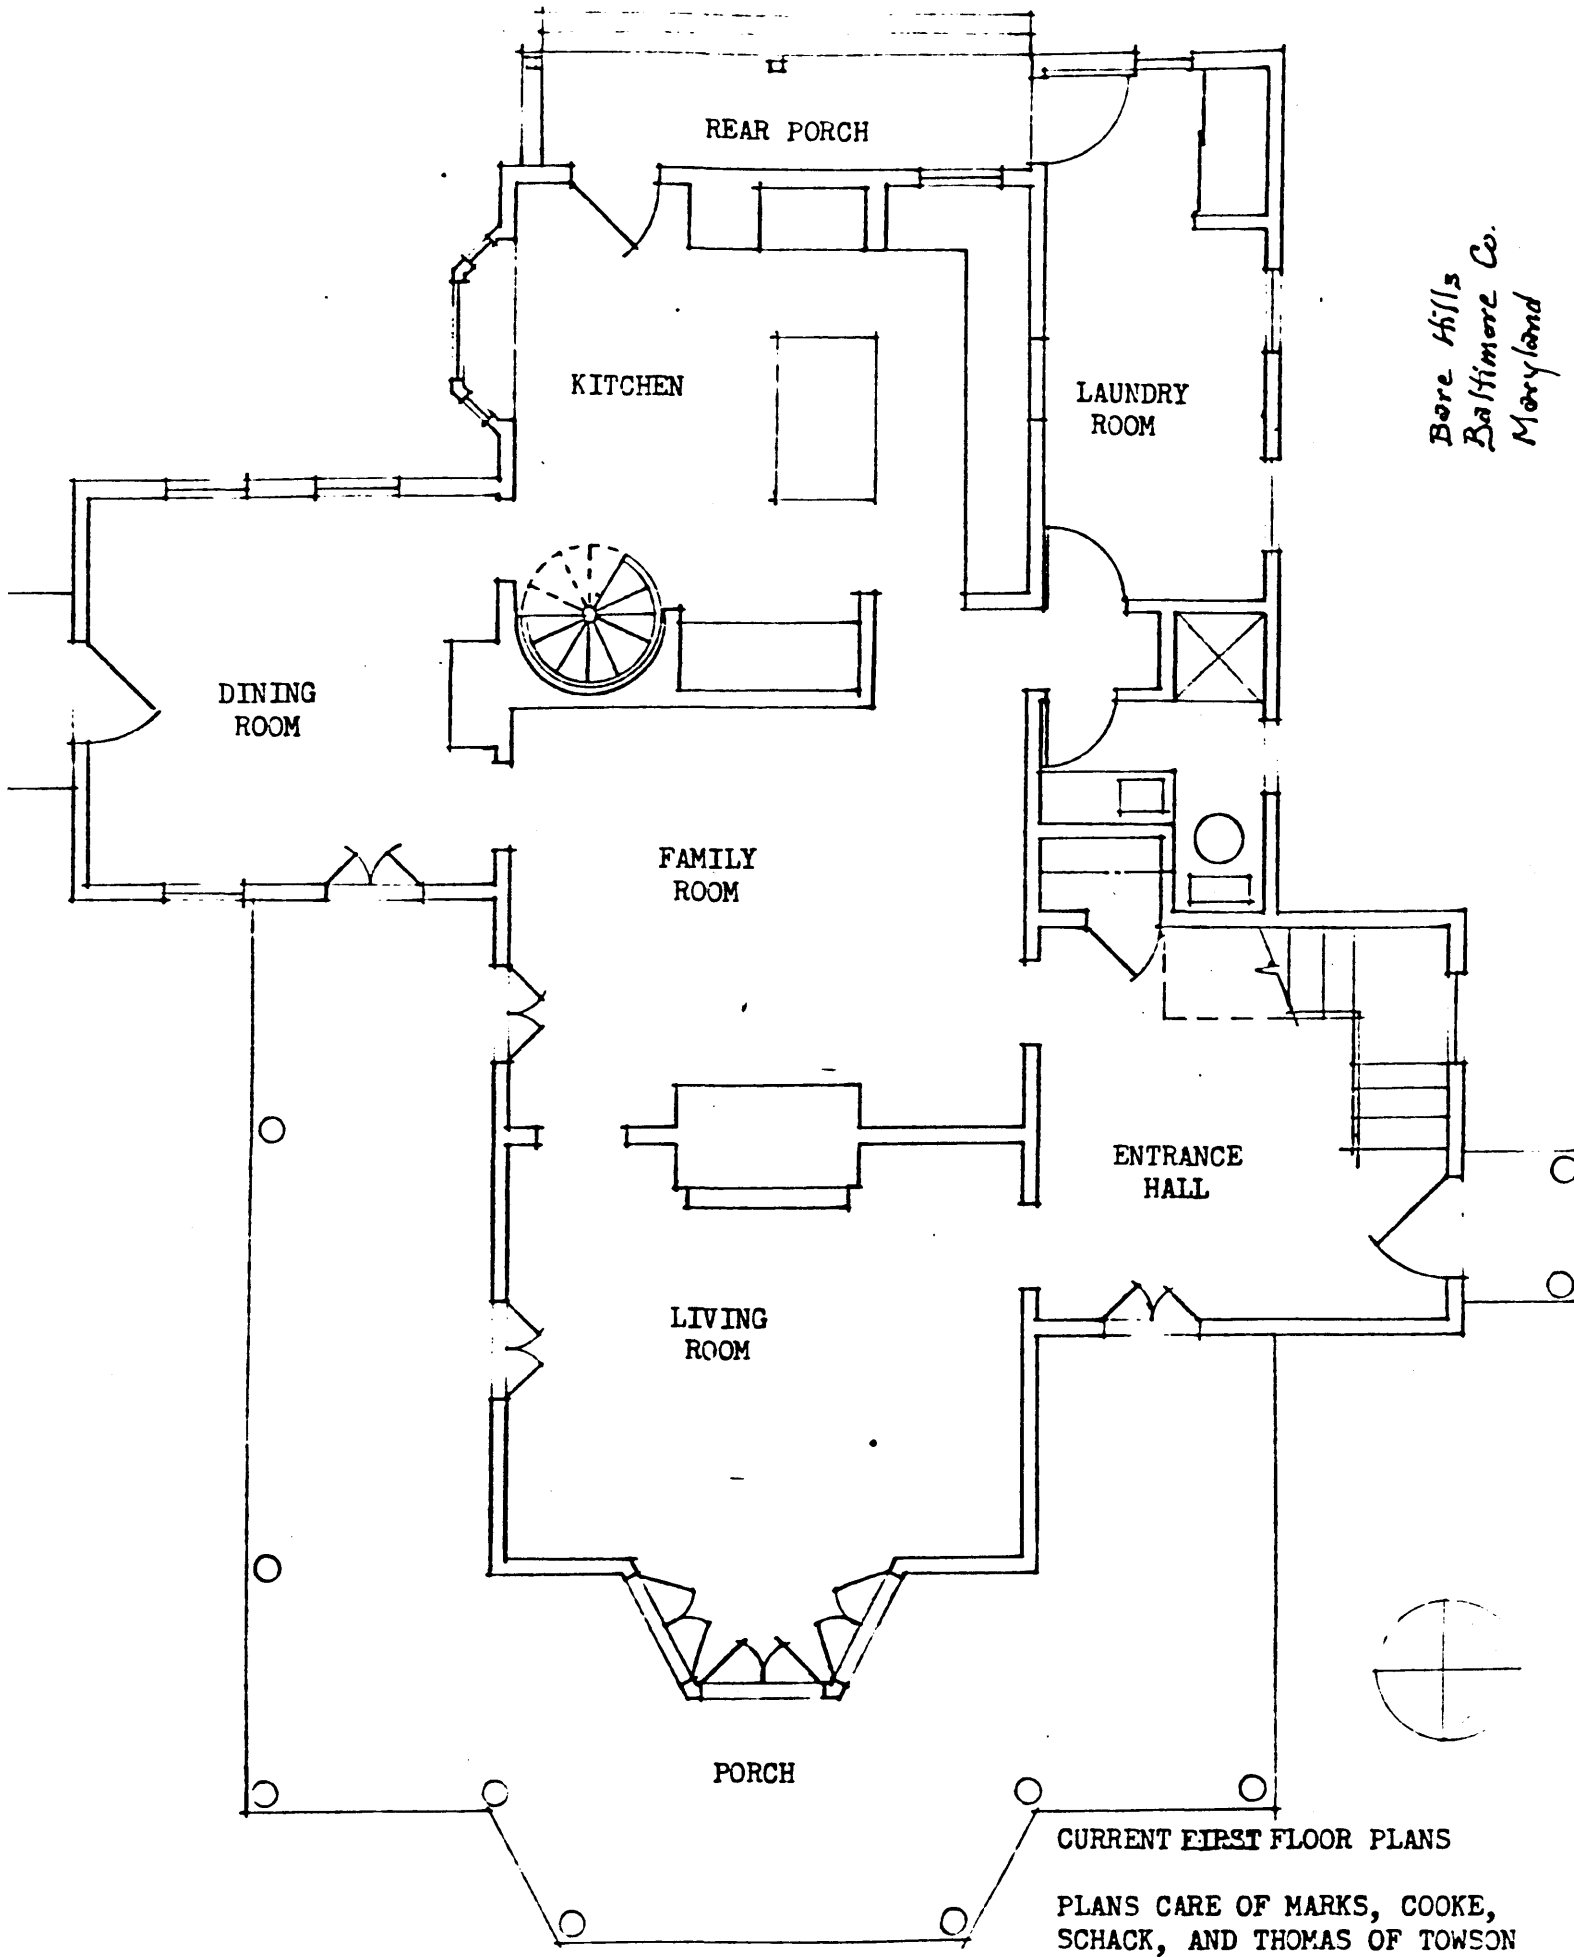 REAR PORCH
KITCHEN
LAUNDRY
ROOM
Bare Hills
Baltimore Co.
Maryland
DINING
ROOM
FAMILY
ROOM
ENTRANCE
HALL
LIVING
ROOM
PORCH
CURRENT FIRST FLOOR PLANS
PLANS CARE OF MARKS, COOKE,
SCHACK, AND THOMAS OF TOWSON